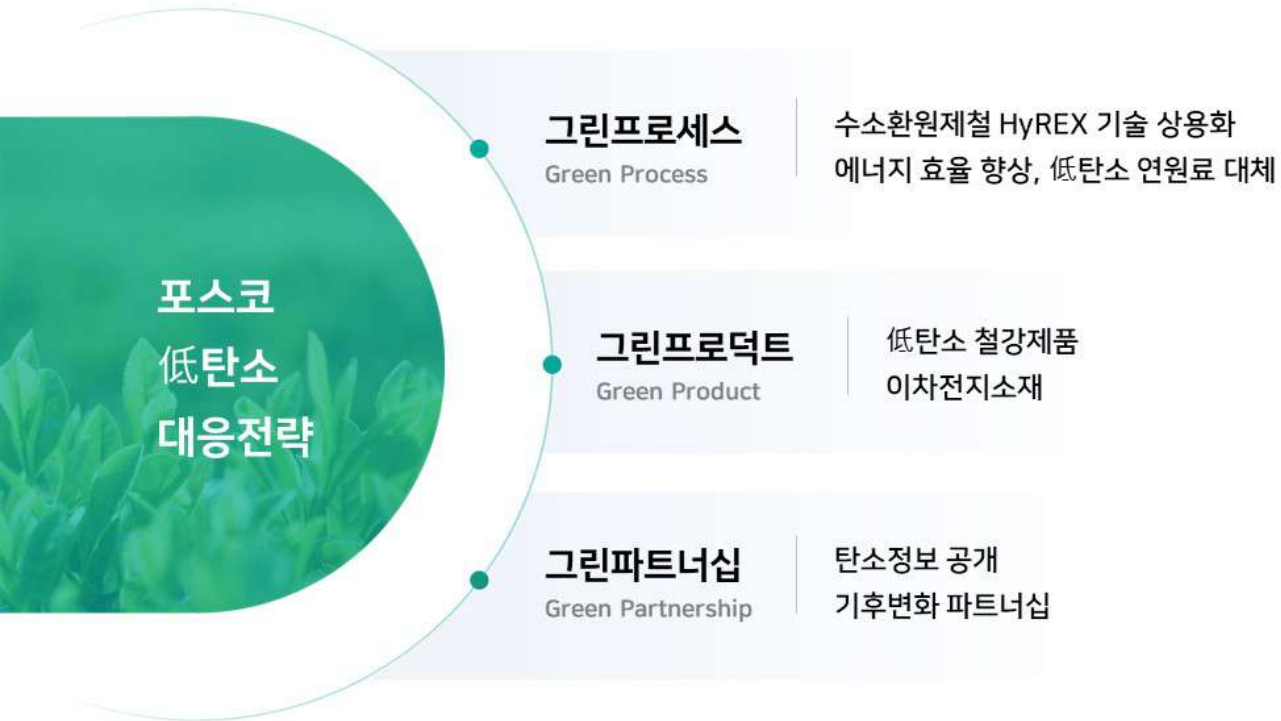 포스코
低탄소
대응전략
그린프로세스
Green Process
수소환원제철 HyREX 기술 상용화
에너지 효율 향상, 低탄소 연원료 대체
그린프로덕트
Green Product
低탄소 철강제품
이차전지소재
그린파트너십
Green Partnership
탄소정보 공개
기후변화 파트너십